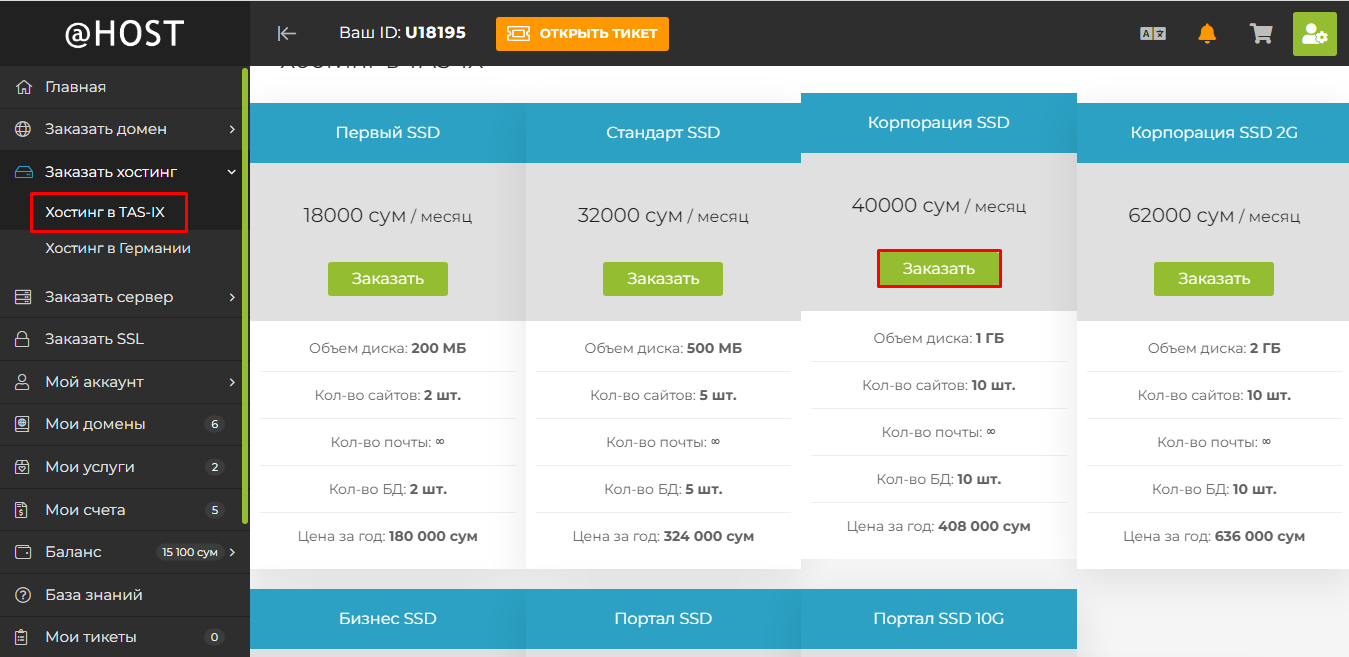 @HOST
Ваш ID: U18195
ОТКРЫТЬ ТИКЕТ
Главная
Заказать домен
Заказать хостинг
Хостинг в TAS-IX
Хостинг в Германии
Заказать сервер
Заказать SSL
Мой аккаунт
Мои домены 6
Мои услуги 2
Мои счета 5
Баланс 15 100 сум
База знаний
Мои тикеты 0
Хостинг в TAS-IX
Первый SSD
18000 сум / месяц
Заказать
Объем диска: 200 МБ
Кол-во сайтов: 2 шт.
Кол-во почты: ∞
Кол-во БД: 2 шт.
Цена за год: 180 000 сум
Стандарт SSD
32000 сум / месяц
Заказать
Объем диска: 500 МБ
Кол-во сайтов: 5 шт.
Кол-во почты: ∞
Кол-во БД: 5 шт.
Цена за год: 324 000 сум
Корпорация SSD
40000 сум / месяц
Заказать
Объем диска: 1 ГБ
Кол-во сайтов: 10 шт.
Кол-во почты: ∞
Кол-во БД: 10 шт.
Цена за год: 408 000 сум
Корпорация SSD 2G
62000 сум / месяц
Заказать
Объем диска: 2 ГБ
Кол-во сайтов: 10 шт.
Кол-во почты: ∞
Кол-во БД: 10 шт.
Цена за год: 636 000 сум
Бизнес SSD
Портал SSD
Портал SSD 10G